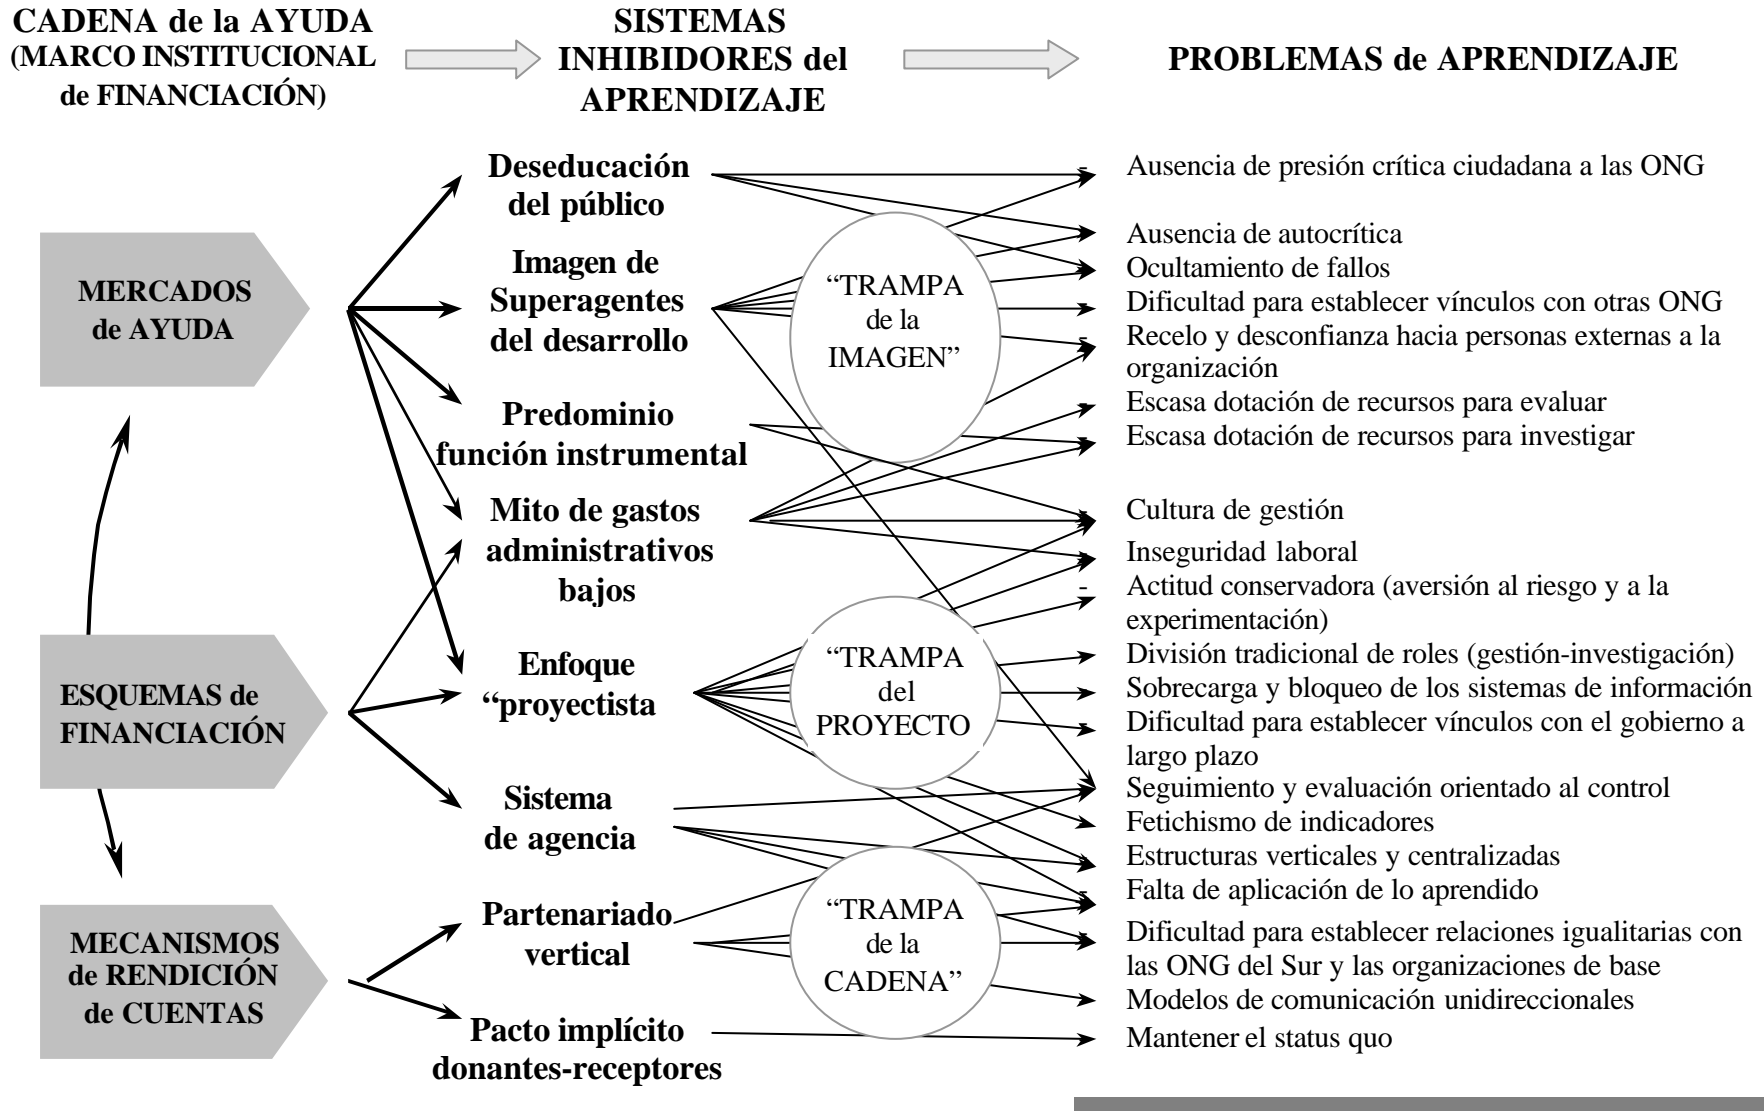 CADENA de la AYUDA
(MARCO INSTITUCIONAL
de FINANCIACIÓN)
SISTEMAS
INHIBIDORES del
APRENDIZAJE
PROBLEMAS de APRENDIZAJE
MERCADOS
de AYUDA
ESQUEMAS de
FINANCIACIÓN
MECANISMOS
de RENDICIÓN
de CUENTAS
Deseducación
del público
Imagen de
Superagentes
del desarrollo
Predominio
función instrumental
Mito de gastos
administrativos
bajos
Enfoque
“proyectista
Sistema
de agencia
Partenariado
vertical
Pacto implícito
donantes-receptores
“TRAMPA
de la
IMAGEN”
“TRAMPA
del
PROYECTO
“TRAMPA
de la
CADENA”
- Ausencia de presión crítica ciudadana a las ONG
- Ausencia de autocrítica
- Ocultamiento de fallos
- Dificultad para establecer vínculos con otras ONG
- Recelo y desconfianza hacia personas externas a la
organización
- Escasa dotación de recursos para evaluar
- Escasa dotación de recursos para investigar
- Cultura de gestión
- Inseguridad laboral
- Actitud conservadora (aversión al riesgo y a la
experimentación)
- División tradicional de roles (gestión-investigación)
- Sobrecarga y bloqueo de los sistemas de información
- Dificultad para establecer vínculos con el gobierno a
largo plazo
- Seguimiento y evaluación orientado al control
- Fetichismo de indicadores
- Estructuras verticales y centralizadas
- Falta de aplicación de lo aprendido
- Dificultad para establecer relaciones igualitarias con
las ONG del Sur y las organizaciones de base
- Modelos de comunicación unidireccionales
- Mantener el status quo